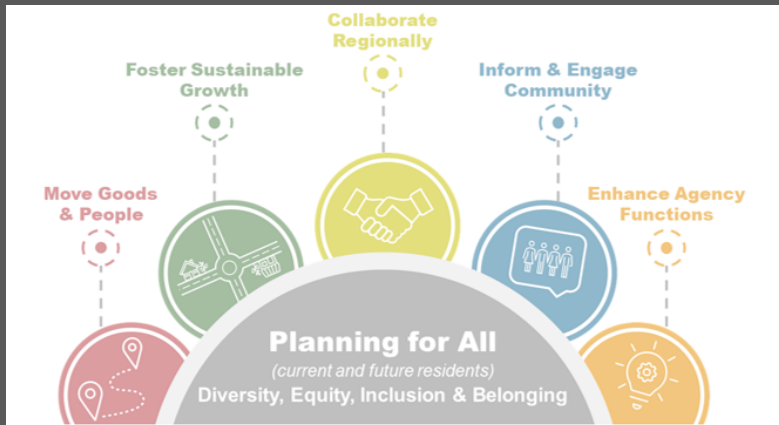 Collaborate
Regionally
Foster Sustainable
Growth
Inform & Engage
Community
Move Goods
& People
Enhance Agency
Functions
Planning for All
(current and future residents)
Diversity, Equity, Inclusion & Belonging